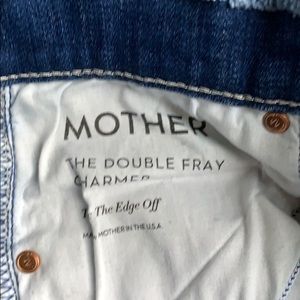 MOTHER
THE DOUBLE FRAY
CHARMER
The Edge Off
MOTHER IN THE U.S.A.